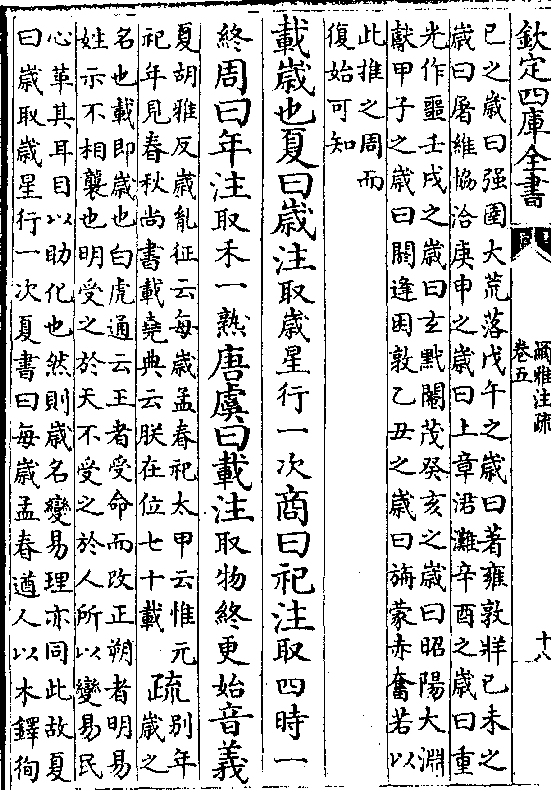 欽定四庫全書
爾雅注疏
卷五
十八
巳之歲曰强圉大荒落戊午之歲曰著雍敦牂已未之
歲曰屠維協洽庚申之歲曰上章涒灘辛酉之歲曰重
光作噩壬戌之歲曰玄黓閹茂癸亥之歲曰昭陽大淵
獻甲子之歲曰閼逢困敦乙丑之歲曰旃蒙赤奮若以
此推之周而
復始可知
載歲也夏曰歲注取歲星行一次商曰祀注取四時一
終周曰年注取禾一熟唐虞曰載注取物終更始音義
夏胡雅反歲㣧征云每歲孟春祀太甲云惟元
祀年見春秋尚書載堯典云朕在位七十載
疏
别年
歲之
名也載即歲也白虎通云王者受命而改正朔者明易
姓示不相襲也明受之於天不受之於人所以變易民
心革其耳目以助化也然則歲名變易理亦同此故夏
曰歲取歲星行一次夏書曰每歲孟春遒人以木鐸徇